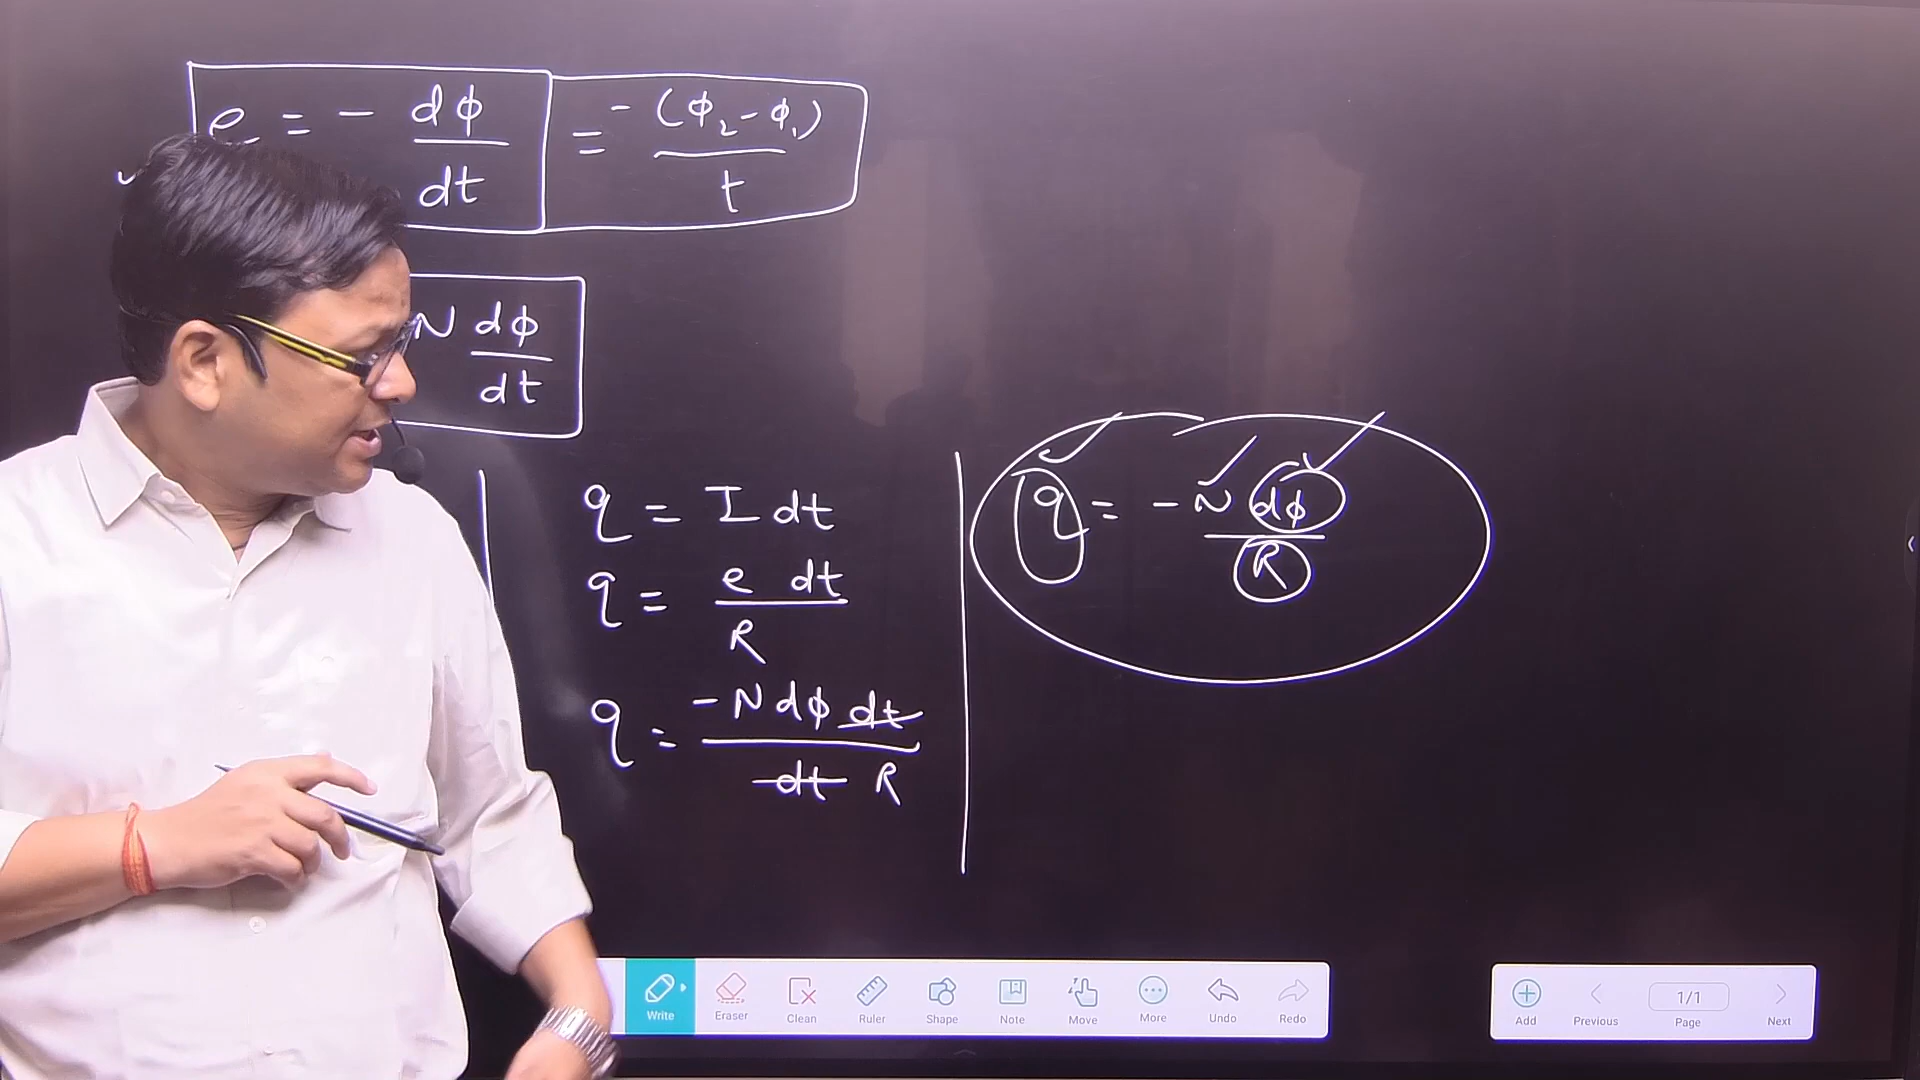 e = - dϕ/dt = -(ϕ₂-ϕ₁)/t
N dϕ/dt
q = I dt
q = e dt/R
q = -N dϕ dt/dt R
q = -N dϕ/R
Write Eraser Clean Ruler Shape Note Move More Undo Redo
Add Previous 1/1 Page Next